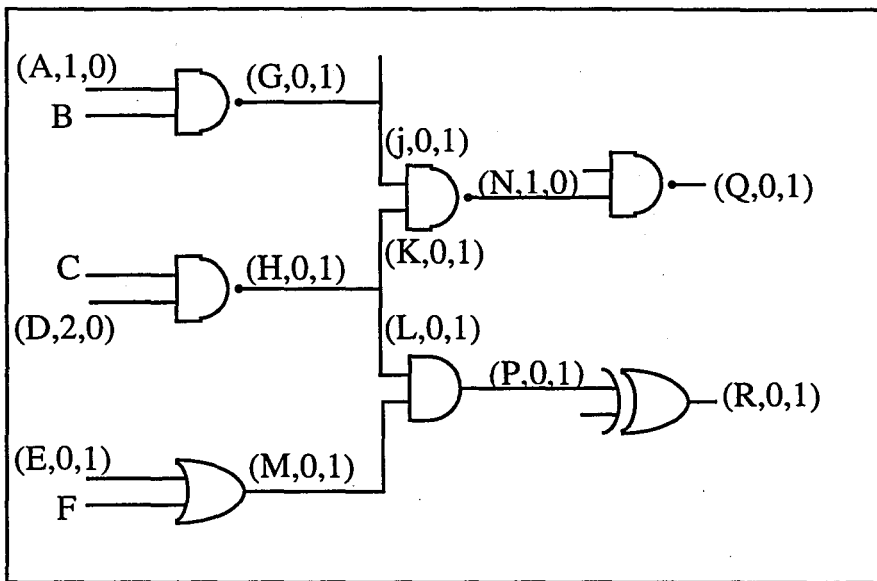 (A,1,0)
(G,0,1)
B
(j,0,1)
(N,1,0)
(Q,0,1)
(K,0,1)
C
(H,0,1)
(D,2,0)
(L,0,1)
(P,0,1)
(R,0,1)
(E,0,1)
(M,0,1)
F